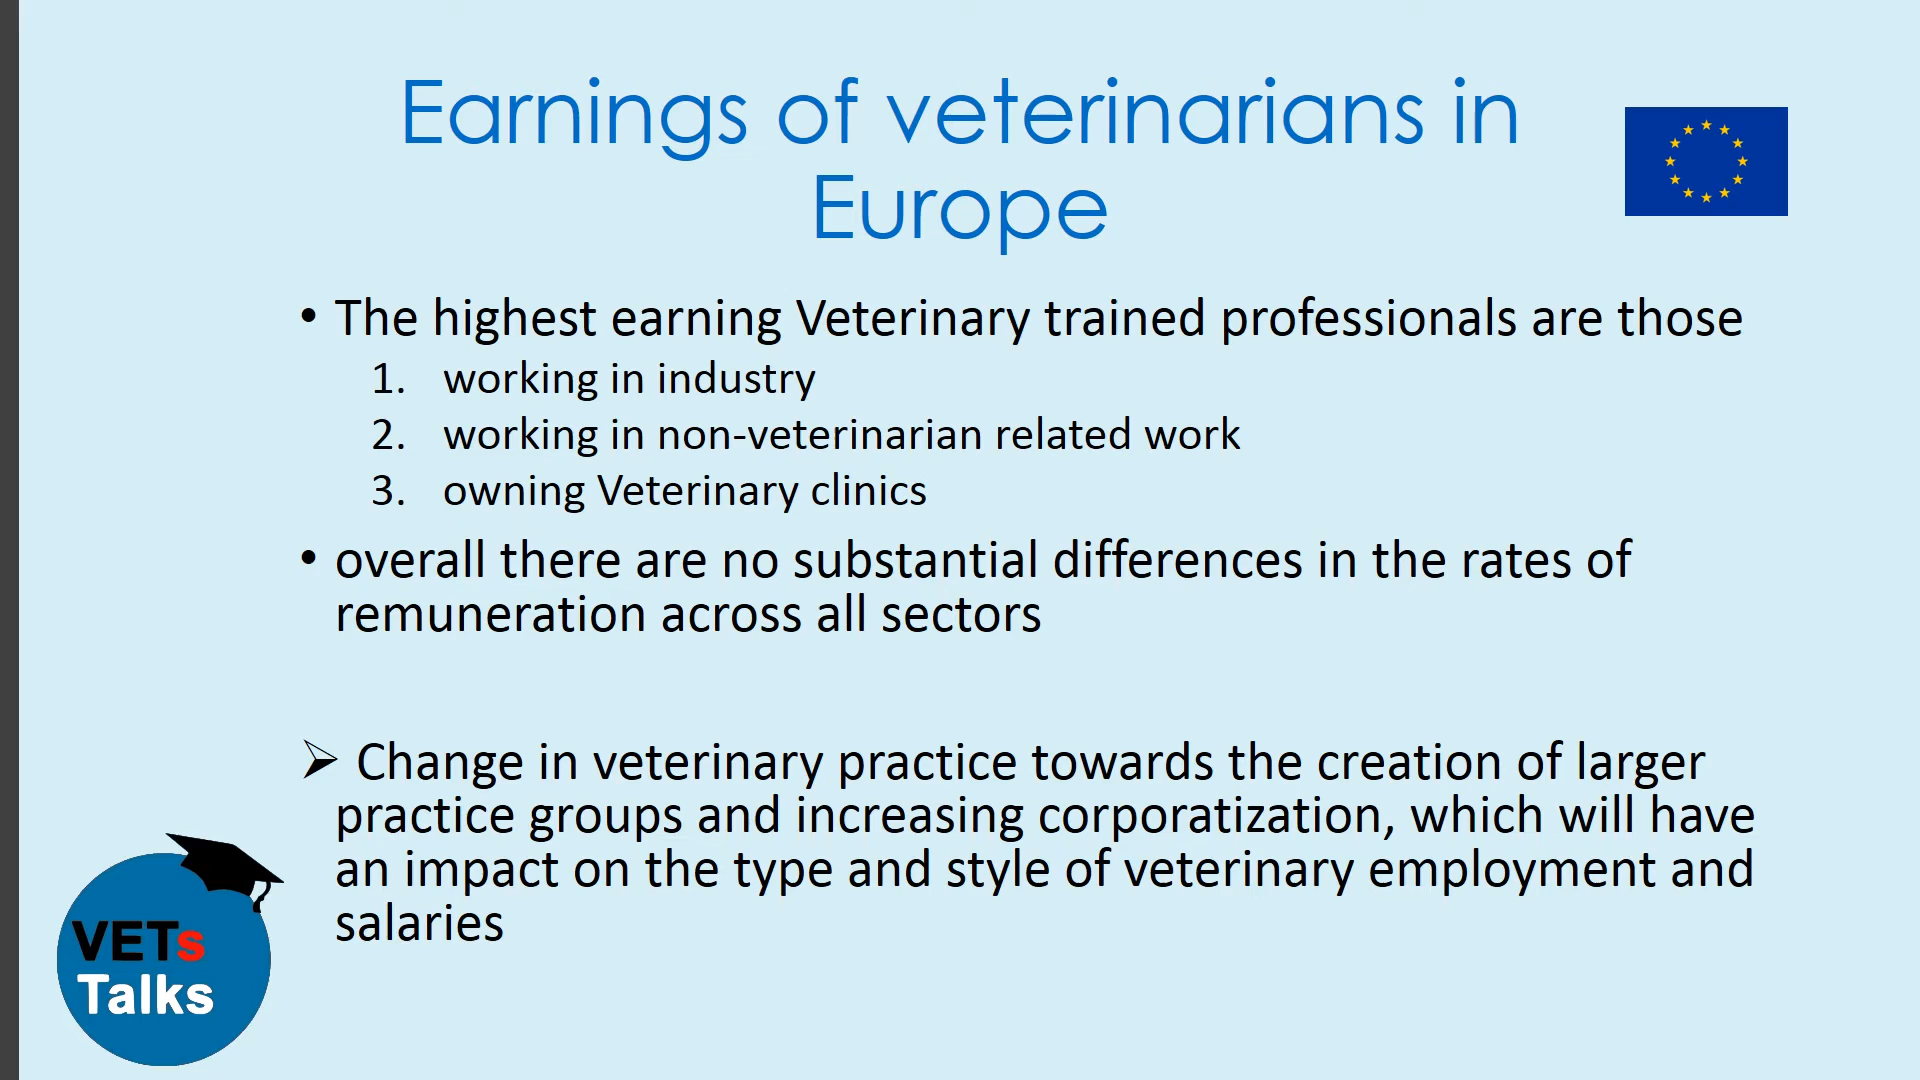 Earnings of veterinarians in
Europe
• The highest earning Veterinary trained professionals are those
1. working in industry
2. working in non-veterinarian related work
3. owning Veterinary clinics
• overall there are no substantial differences in the rates of
remuneration across all sectors
➢ Change in veterinary practice towards the creation of larger
practice groups and increasing corporatization, which will have
an impact on the type and style of veterinary employment and
salaries
VETs
Talks